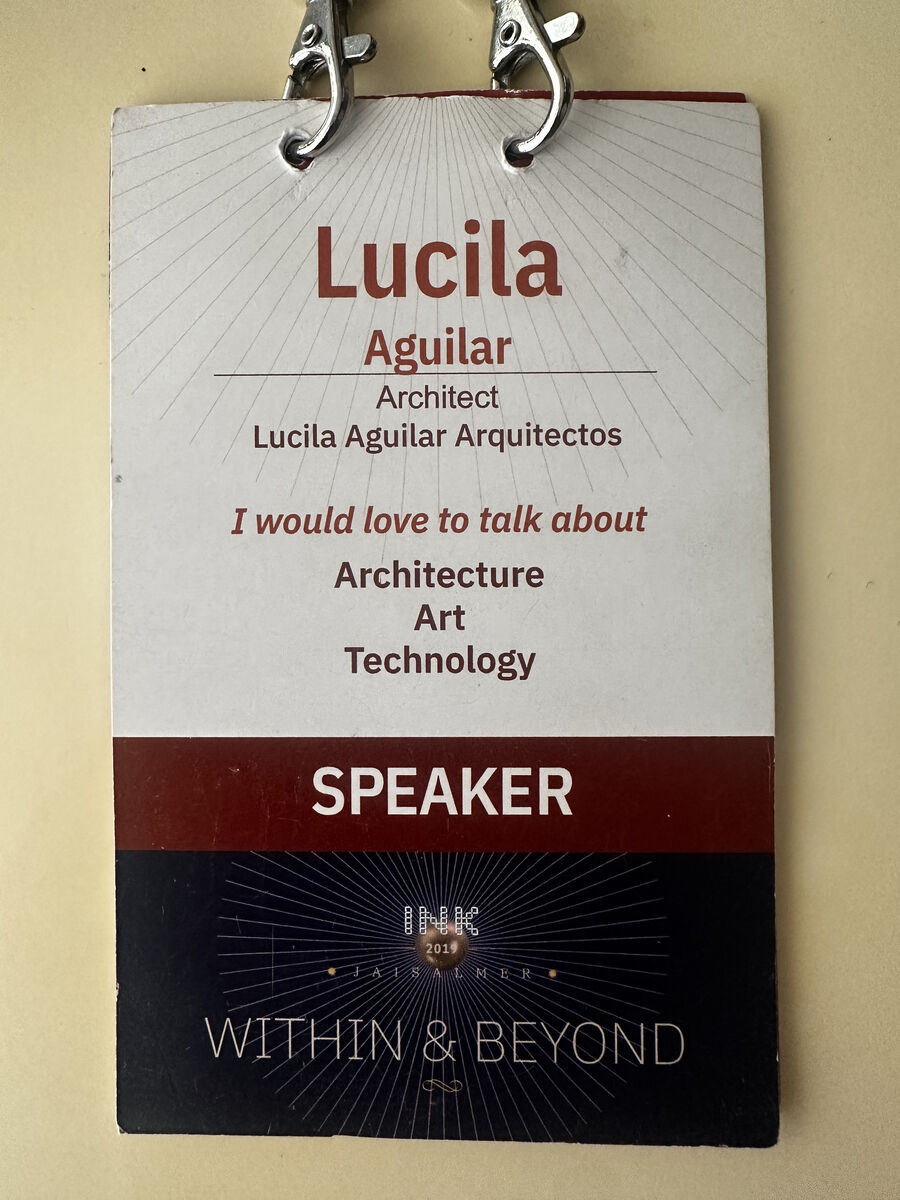 Lucila
Aguilar
Architect
Lucila Aguilar Arquitectos
I would love to talk about
Architecture
Art
Technology
SPEAKER
INK
2019
• JAISALMER •
WITHIN & BEYOND